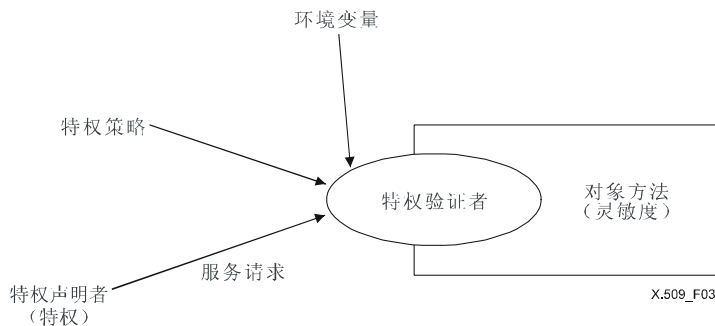 环境变量
特权策略
特权验证者
对象方法
（灵敏度）
服务请求
特权声明者
（特权）
X.509_F03